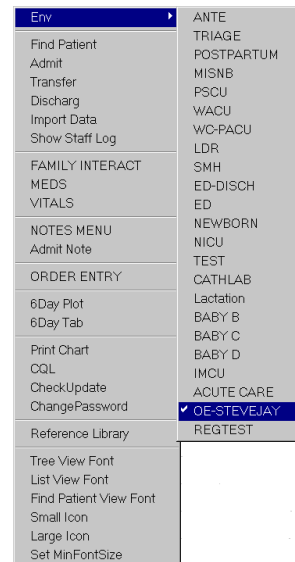 Env
Find Patient
Admit
Transfer
Discharg
Import Data
Show Staff Log
FAMILY INTERACT
MEDS
VITALS
NOTES MENU
Admit Note
ORDER ENTRY
6Day Plot
6Day Tab
Print Chart
CQL
CheckUpdate
ChangePassword
Reference Library
Tree View Font
List View Font
Find Patient View Font
Small Icon
Large Icon
Set MinFontSize
ANTE
TRIAGE
POSTPARTUM
MISNB
PSCU
WACU
WC-PACU
LDR
SMH
ED-DISCH
ED
NEWBORN
NICU
TEST
CATHLAB
Lactation
BABY B
BABY C
BABY D
IMCU
ACUTE CARE
OE-STEVEJAY
REGTEST